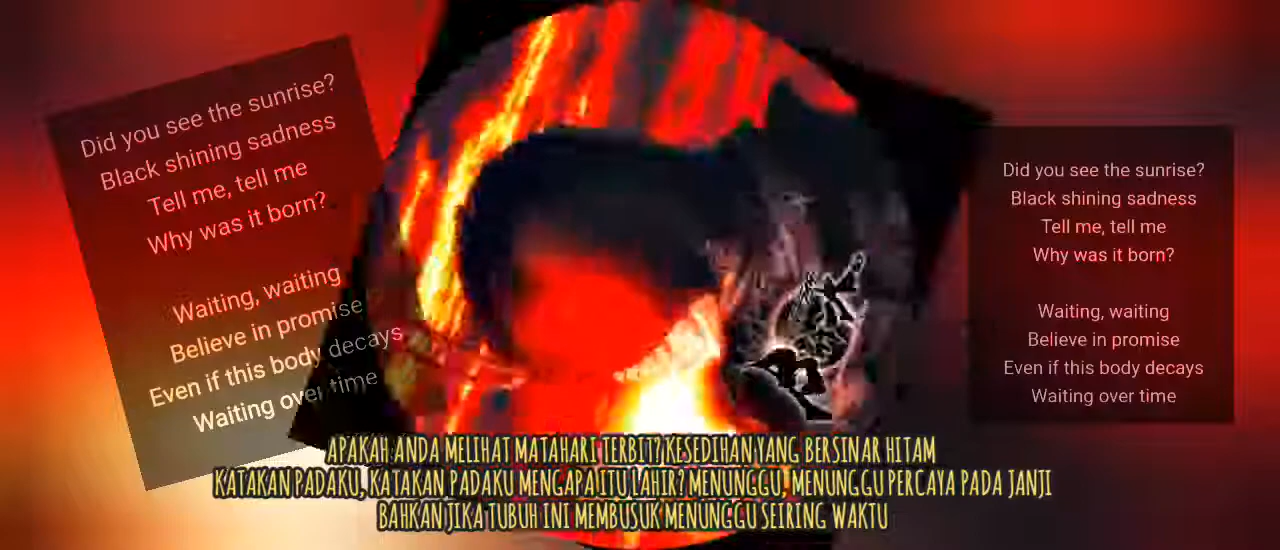 Did you see the sunrise?
Black shining sadness
Tell me, tell me
Why was it born?
Waiting, waiting
Believe in promise
Even if this body decays
Waiting over time
Did you see the sunrise?
Black shining sadness
Tell me, tell me
Why was it born?
Waiting, waiting
Believe in promise
Even if this body decays
Waiting over time
APAKAH ANDA MELIHAT MATAHARI TERBIT? KESEDIHAN YANG BERSINAR HITAM
KATAKAN PADAKU, KATAKAN PADAKU MENGAPA ITU LAHIR? MENUNGGU, MENUNGGU PERCAYA PADA JANJI
BAHKAN JIKA TUBUH INI MEMBUSUK MENUNGGU SEIRING WAKTU